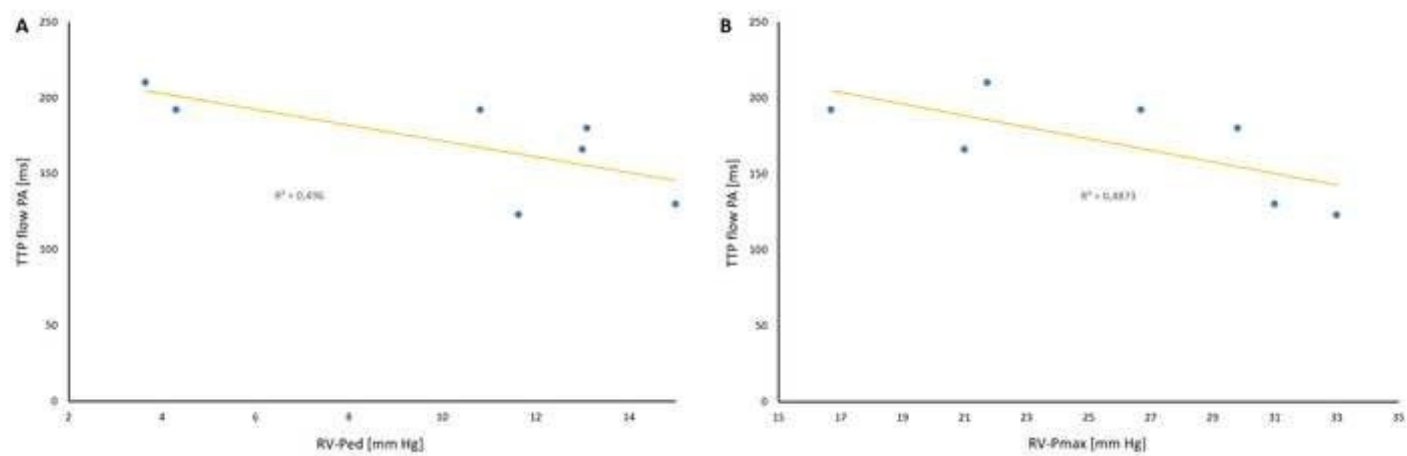 A
250
200
150
100
50
0
TTP flow PA [ms]
R² = 0,496
2 4 6 8 10 12 14
RV-Ped [mm Hg]
B
250
200
150
100
50
0
TTP flow PA [ms]
R² = 0,4873
15 17 19 21 23 25 27 29 31 33 35
RV-Pmax [mm Hg]